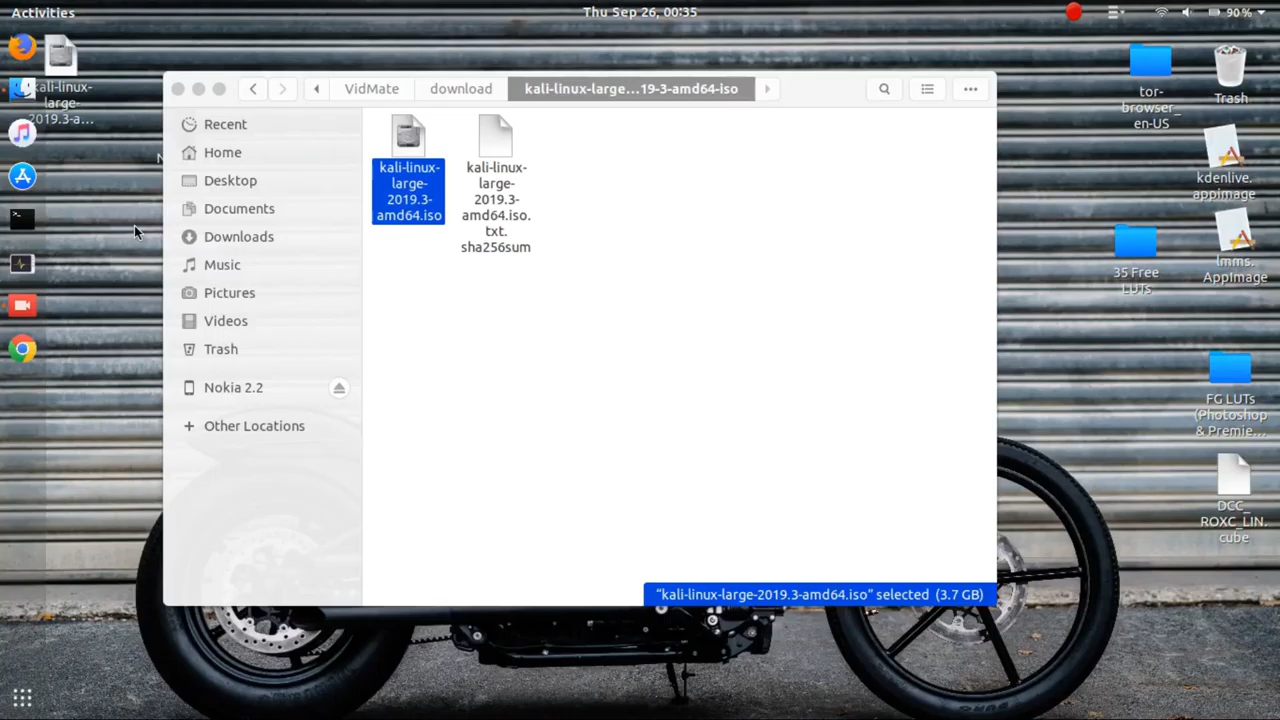 Activities
Thu Sep 26, 00:35
90 %
kali-linux-
large-
2019.3-a…
VidMate
download
kali-linux-large…19-3-amd64-iso
Recent
Home
Desktop
Documents
Downloads
Music
Pictures
Videos
Trash
Nokia 2.2
Other Locations
kali-linux-
large-
2019.3-
amd64.iso
kali-linux-
large-
2019.3-
amd64.iso.
txt.
sha256sum
"kali-linux-large-2019.3-amd64.iso" selected (3.7 GB)
tor-
browser_
en-US
Trash
kdenlive.
appimage
35 Free
LUTs
lmms.
AppImage
FG LUTs
(Photoshop
& Premie…
DCC_
ROXC_LIN.
cube